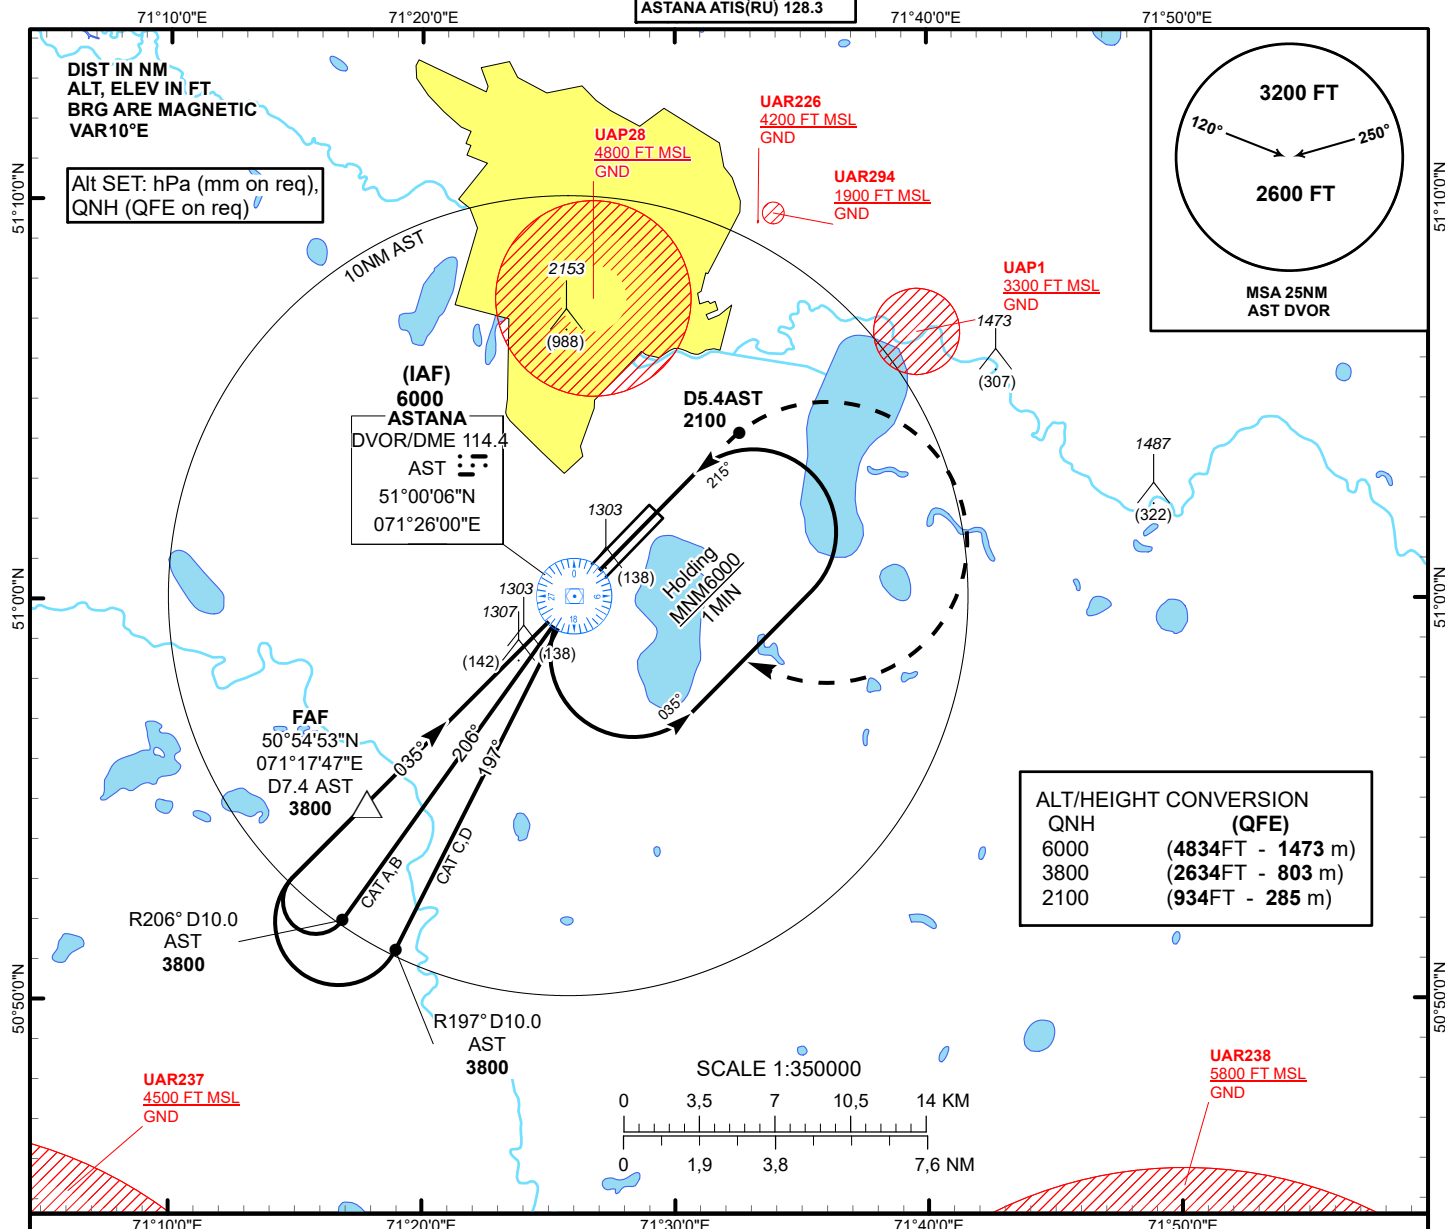 ASTANA ATIS(RU) 128.3
71°10'0"E
71°20'0"E
71°30'0"E
71°40'0"E
71°50'0"E
DIST IN NM
ALT, ELEV IN FT
BRG ARE MAGNETIC
VAR10°E
Alt SET: hPa (mm on req),
QNH (QFE on req)
UAP28
4800 FT MSL
GND
UAR226
4200 FT MSL
GND
UAR294
1900 FT MSL
GND
3200 FT
120°
250°
2600 FT
MSA 25NM
AST DVOR
51°10'0"N
51°10'0"N
10NM AST
2153
(988)
UAP1
3300 FT MSL
GND
1473
(307)
(IAF)
6000
ASTANA
DVOR/DME 114.4
AST
51°00'06"N
071°26'00"E
D5.4AST
2100
215°
1487
(322)
1303
(138)
Holding
MNM6000
1MIN
0
9
18
27
1303
1307
(142)
(138)
51°0'0"N
51°0'0"N
035°
FAF
50°54'53"N
071°17'47"E
D7.4 AST
3800
035°
206°
197°
CAT A,B
CAT C,D
ALT/HEIGHT CONVERSION
QNH (QFE)
6000 (4834FT - 1473 m)
3800 (2634FT - 803 m)
2100 (934FT - 285 m)
R206° D10.0
AST
3800
R197° D10.0
AST
3800
50°50'0"N
50°50'0"N
UAR237
4500 FT MSL
GND
SCALE 1:350000
0 3,5 7 10,5 14 KM
0 1,9 3,8 7,6 NM
UAR238
5800 FT MSL
GND
71°10'0"E
71°20'0"E
71°30'0"E
71°40'0"E
71°50'0"E